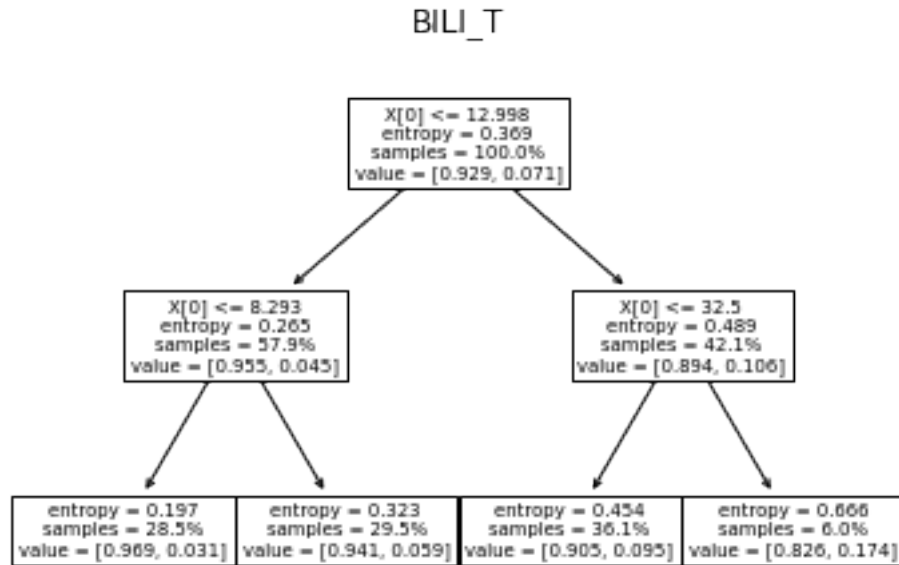 BILI_T
X[0] <= 12.998
entropy = 0.369
samples = 100.0%
value = [0.929, 0.071]
X[0] <= 8.293
entropy = 0.265
samples = 57.9%
value = [0.955, 0.045]
X[0] <= 32.5
entropy = 0.489
samples = 42.1%
value = [0.894, 0.106]
entropy = 0.197
samples = 28.5%
value = [0.969, 0.031]
entropy = 0.323
samples = 29.5%
value = [0.941, 0.059]
entropy = 0.454
samples = 36.1%
value = [0.905, 0.095]
entropy = 0.666
samples = 6.0%
value = [0.826, 0.174]